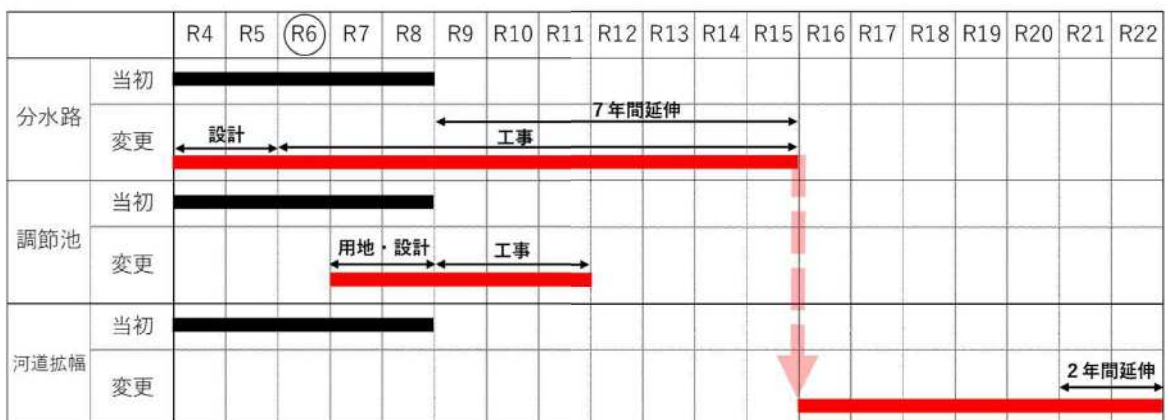 R4 R5 R6 R7 R8 R9 R10 R11 R12 R13 R14 R15 R16 R17 R18 R19 R20 R21 R22
分水路
当初
変更
7年間延伸
設計 工事
調節池
当初
変更
用地・設計 工事
河道拡幅
当初
変更
2年間延伸